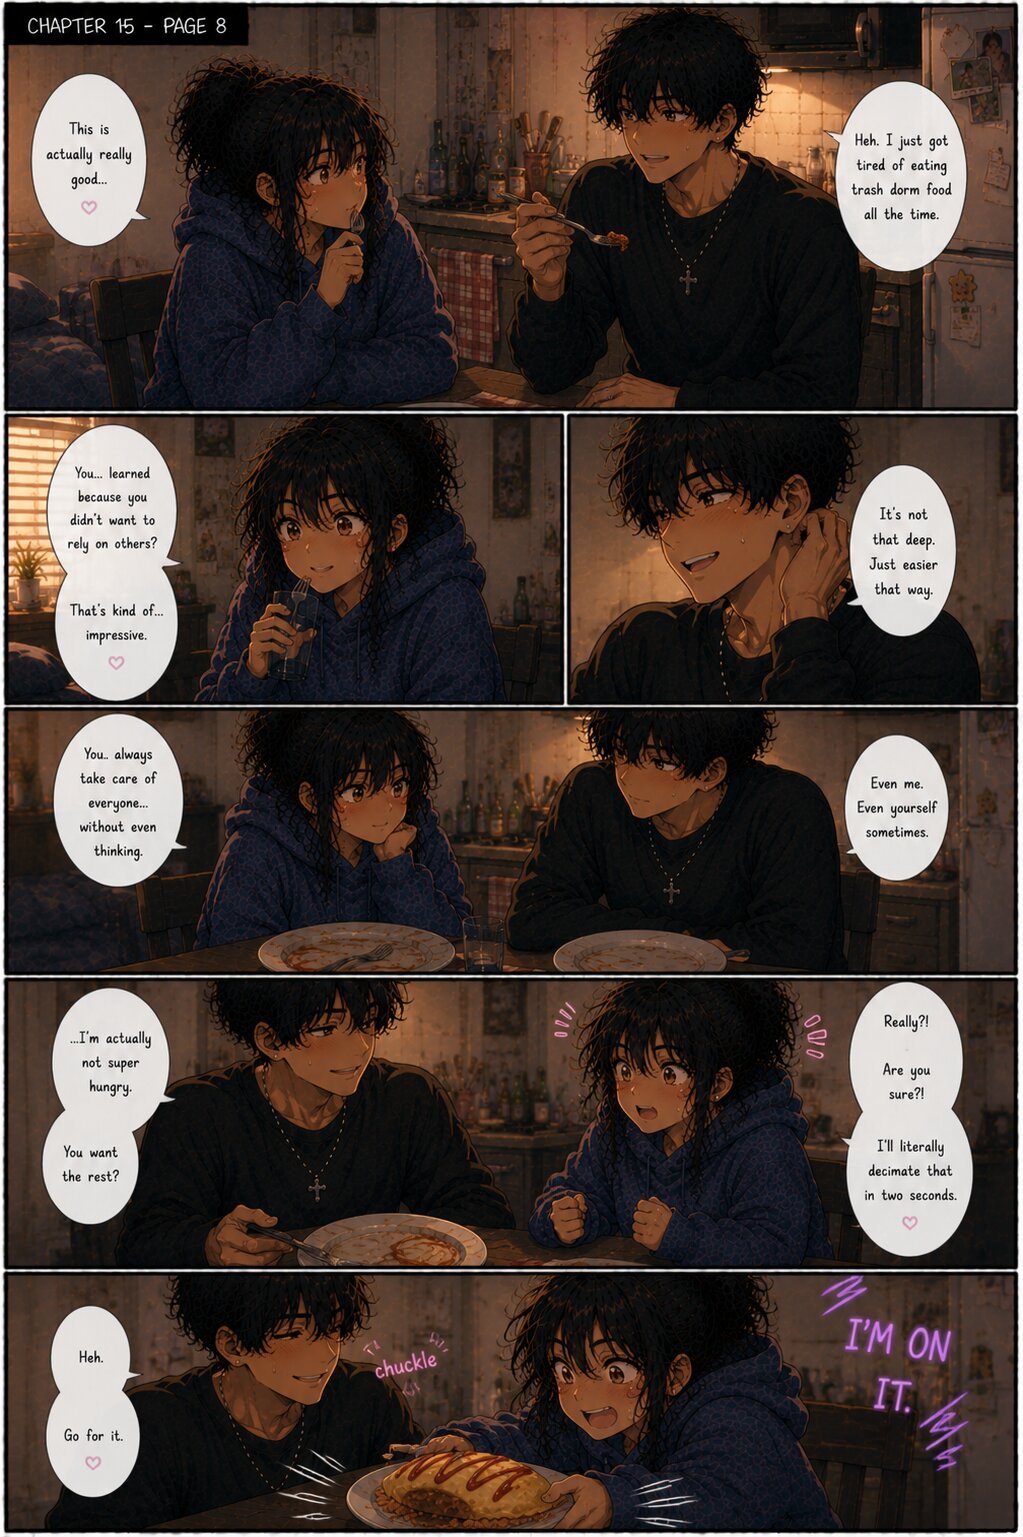 CHAPTER 15 - PAGE 8
This is
actually really
good...
♡
Heh. I just got
tired of eating
trash dorm food
all the time.
You... learned
because you
didn't want to
rely on others?
That's kind of...
impressive.
♡
It's not
that deep.
Just easier
that way.
You.. always
take care of
everyone...
without even
thinking.
Even me.
Even yourself
sometimes.
...I'm actually
not super
hungry.
You want
the rest?
Really?!
Are you
sure?!
I'll literally
decimate that
in two seconds.
♡
Heh.
Go for it.
♡
chuckle
I'M ON
IT.